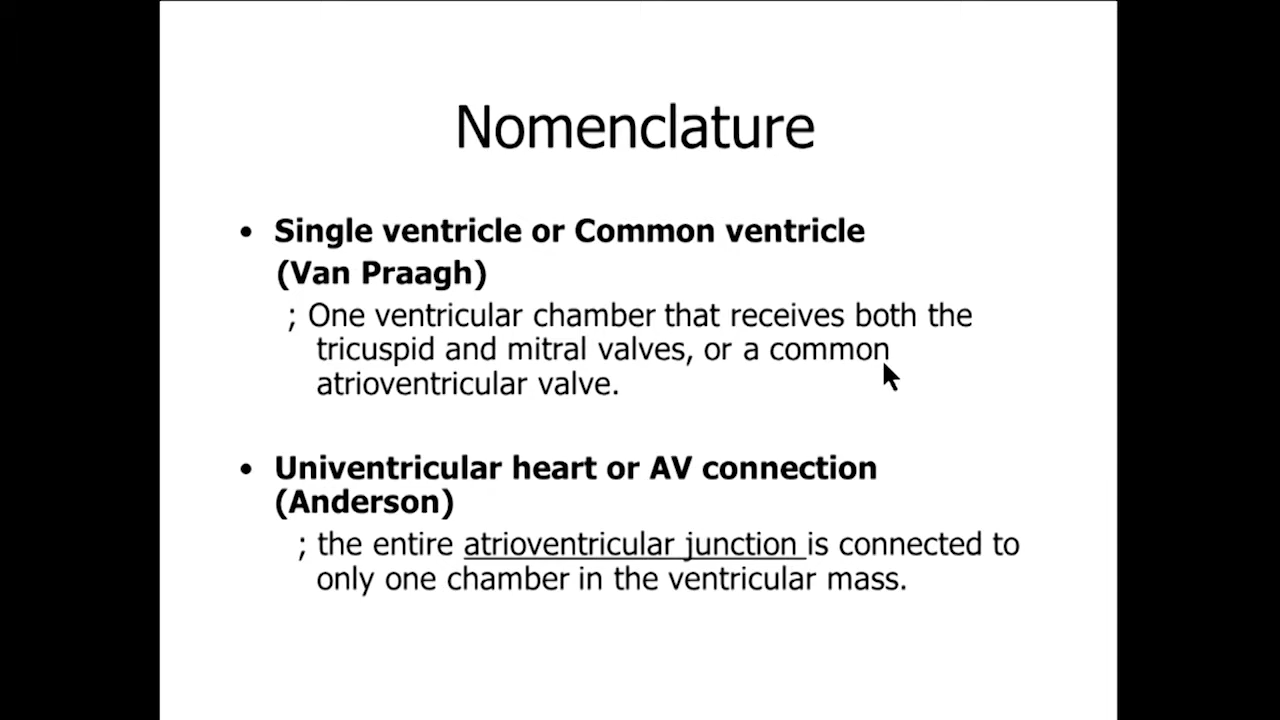 Nomenclature
• Single ventricle or Common ventricle
(Van Praagh)
; One ventricular chamber that receives both the
tricuspid and mitral valves, or a common
atrioventricular valve.
• Univentricular heart or AV connection
(Anderson)
; the entire atrioventricular junction is connected to
only one chamber in the ventricular mass.